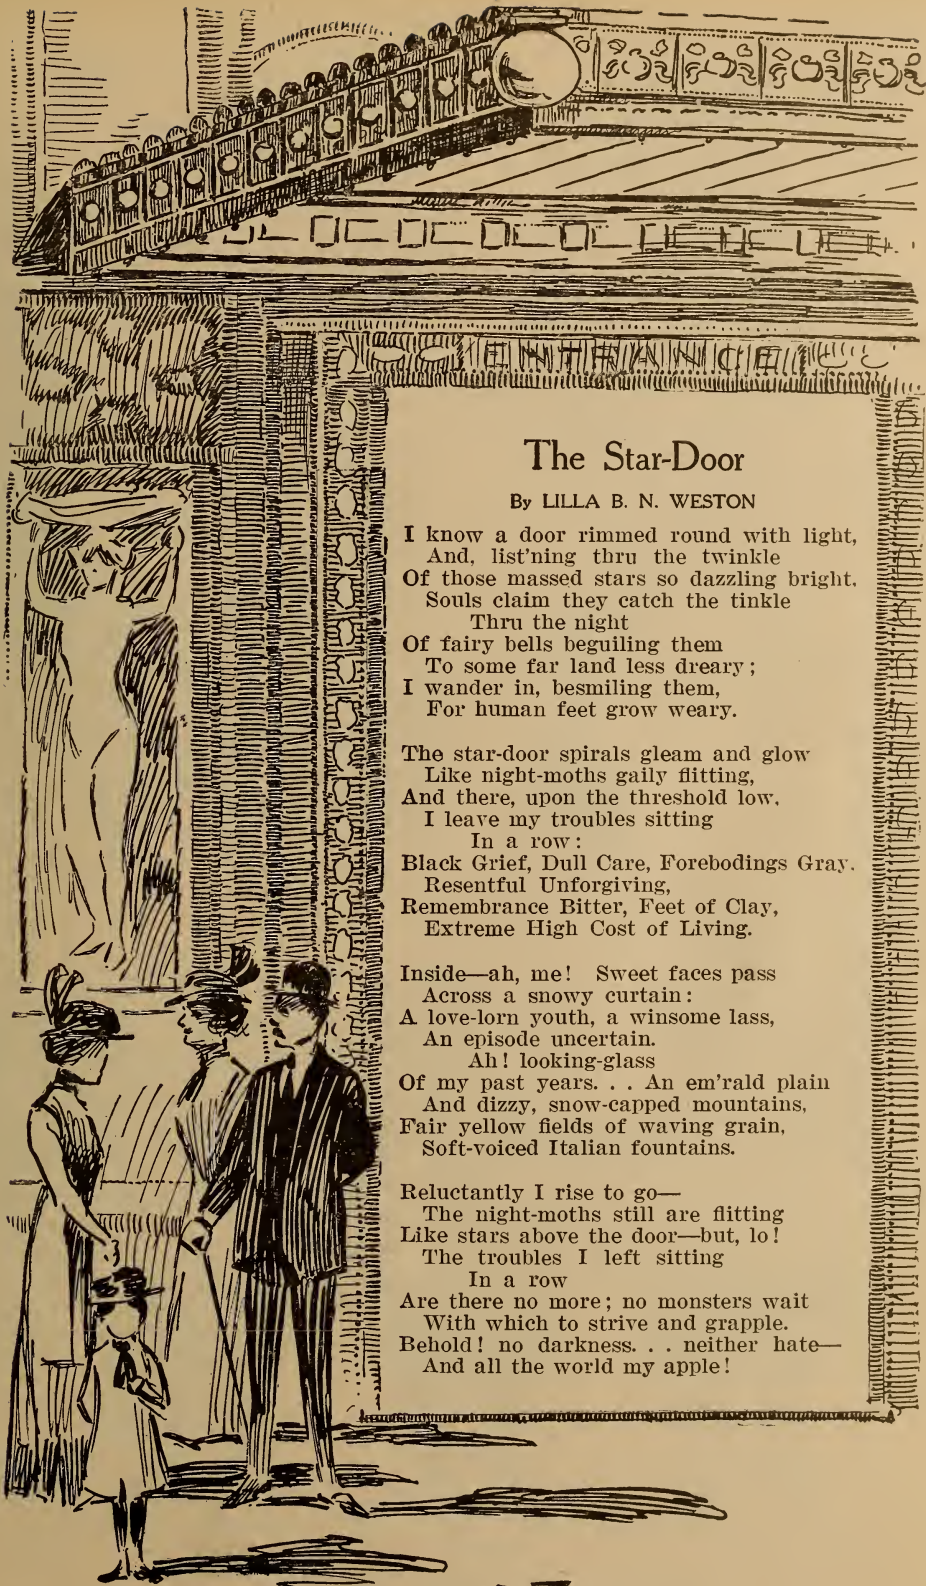 ENTRANCE
The Star-Door
By LILLA B. N. WESTON
I know a door rimmed round with light,
And, list'ning thru the twinkle
Of those massed stars so dazzling bright,
Souls claim they catch the tinkle
Thru the night
Of fairy bells beguiling them
To some far land less dreary;
I wander in, besmiling them,
For human feet grow weary.

The star-door spirals gleam and glow
Like night-moths gaily flitting,
And there, upon the threshold low,
I leave my troubles sitting
In a row:
Black Grief, Dull Care, Forebodings Gray,
Resentful Unforgiving,
Remembrance Bitter, Feet of Clay,
Extreme High Cost of Living.

Inside—ah, me! Sweet faces pass
Across a snowy curtain:
A love-lorn youth, a winsome lass,
An episode uncertain.
Ah! looking-glass
Of my past years. . . An em'rald plain
And dizzy, snow-capped mountains,
Fair yellow fields of waving grain,
Soft-voiced Italian fountains.

Reluctantly I rise to go—
The night-moths still are flitting
Like stars above the door—but, lo!
The troubles I left sitting
In a row
Are there no more; no monsters wait
With which to strive and grapple.
Behold! no darkness. . . neither hate—
And all the world my apple!